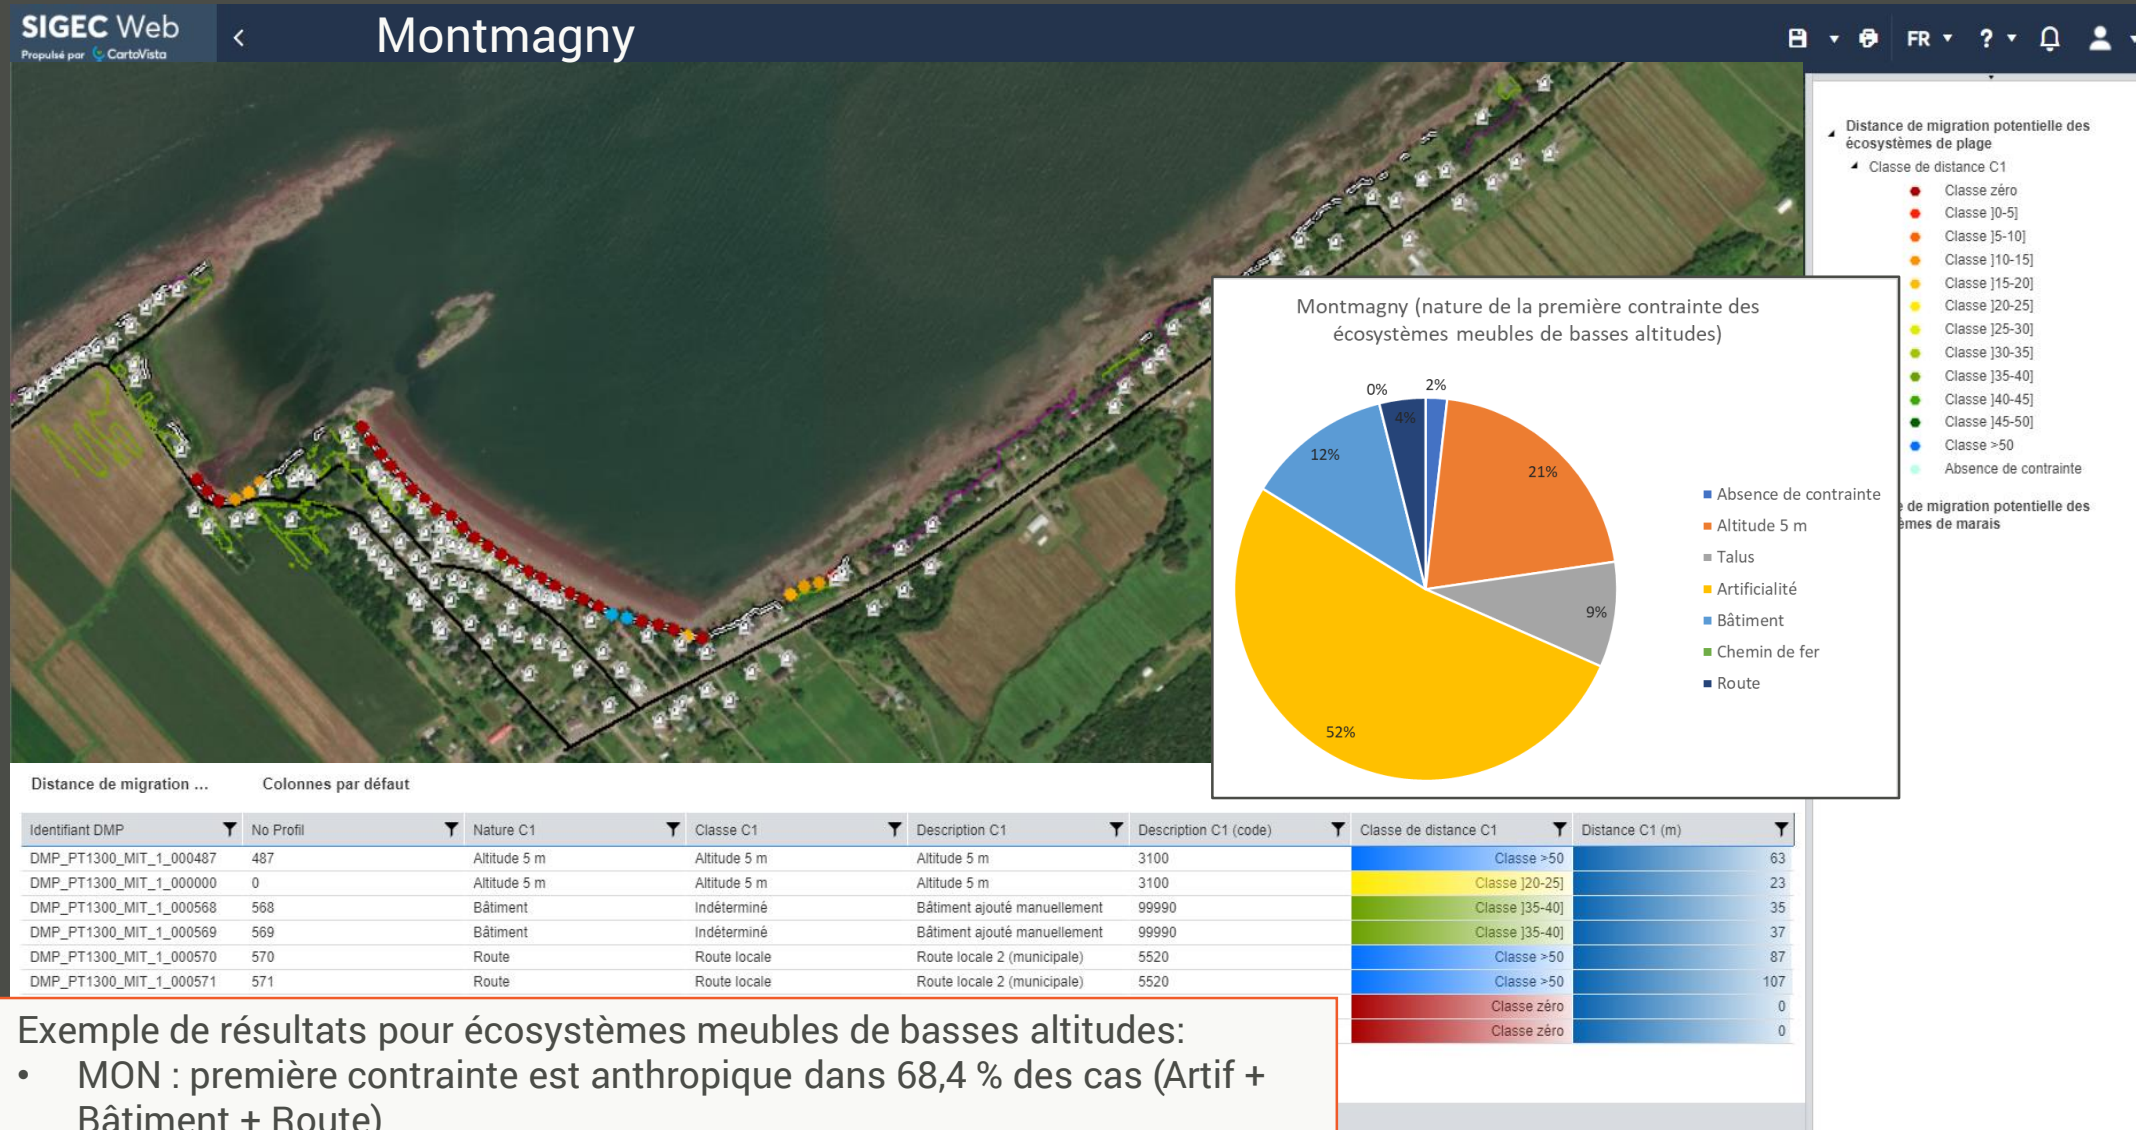 SIGEC Web
Propulsé par CartoVista
<
Montmagny
FR
?
Distance de migration potentielle des
écosystèmes de plage
Classe de distance C1
Classe zéro
Classe ]0-5]
Classe ]5-10]
Classe ]10-15]
Classe ]15-20]
Classe ]20-25]
Classe ]25-30]
Classe ]30-35]
Classe ]35-40]
Classe ]40-45]
Classe ]45-50]
Classe >50
Absence de contrainte
de migration potentielle des
èmes de marais
Montmagny (nature de la première contrainte des
écosystèmes meubles de basses altitudes)
0%
2%
4%
12%
21%
9%
52%
Absence de contrainte
Altitude 5 m
Talus
Artificialité
Bâtiment
Chemin de fer
Route
Distance de migration ... Colonnes par défaut
Identifiant DMP No Profil Nature C1 Classe C1 Description C1 Description C1 (code) Classe de distance C1 Distance C1 (m)
DMP_PT1300_MIT_1_000487 487 Altitude 5 m Altitude 5 m Altitude 5 m 3100 Classe >50 63
DMP_PT1300_MIT_1_000000 0 Altitude 5 m Altitude 5 m Altitude 5 m 3100 Classe ]20-25] 23
DMP_PT1300_MIT_1_000568 568 Bâtiment Indéterminé Bâtiment ajouté manuellement 99990 Classe ]35-40] 35
DMP_PT1300_MIT_1_000569 569 Bâtiment Indéterminé Bâtiment ajouté manuellement 99990 Classe ]35-40] 37
DMP_PT1300_MIT_1_000570 570 Route Route locale Route locale 2 (municipale) 5520 Classe >50 87
DMP_PT1300_MIT_1_000571 571 Route Route locale Route locale 2 (municipale) 5520 Classe >50 107
Classe zéro 0
Classe zéro 0
Exemple de résultats pour écosystèmes meubles de basses altitudes:
• MON : première contrainte est anthropique dans 68,4 % des cas (Artif +
Bâtiment + Route)